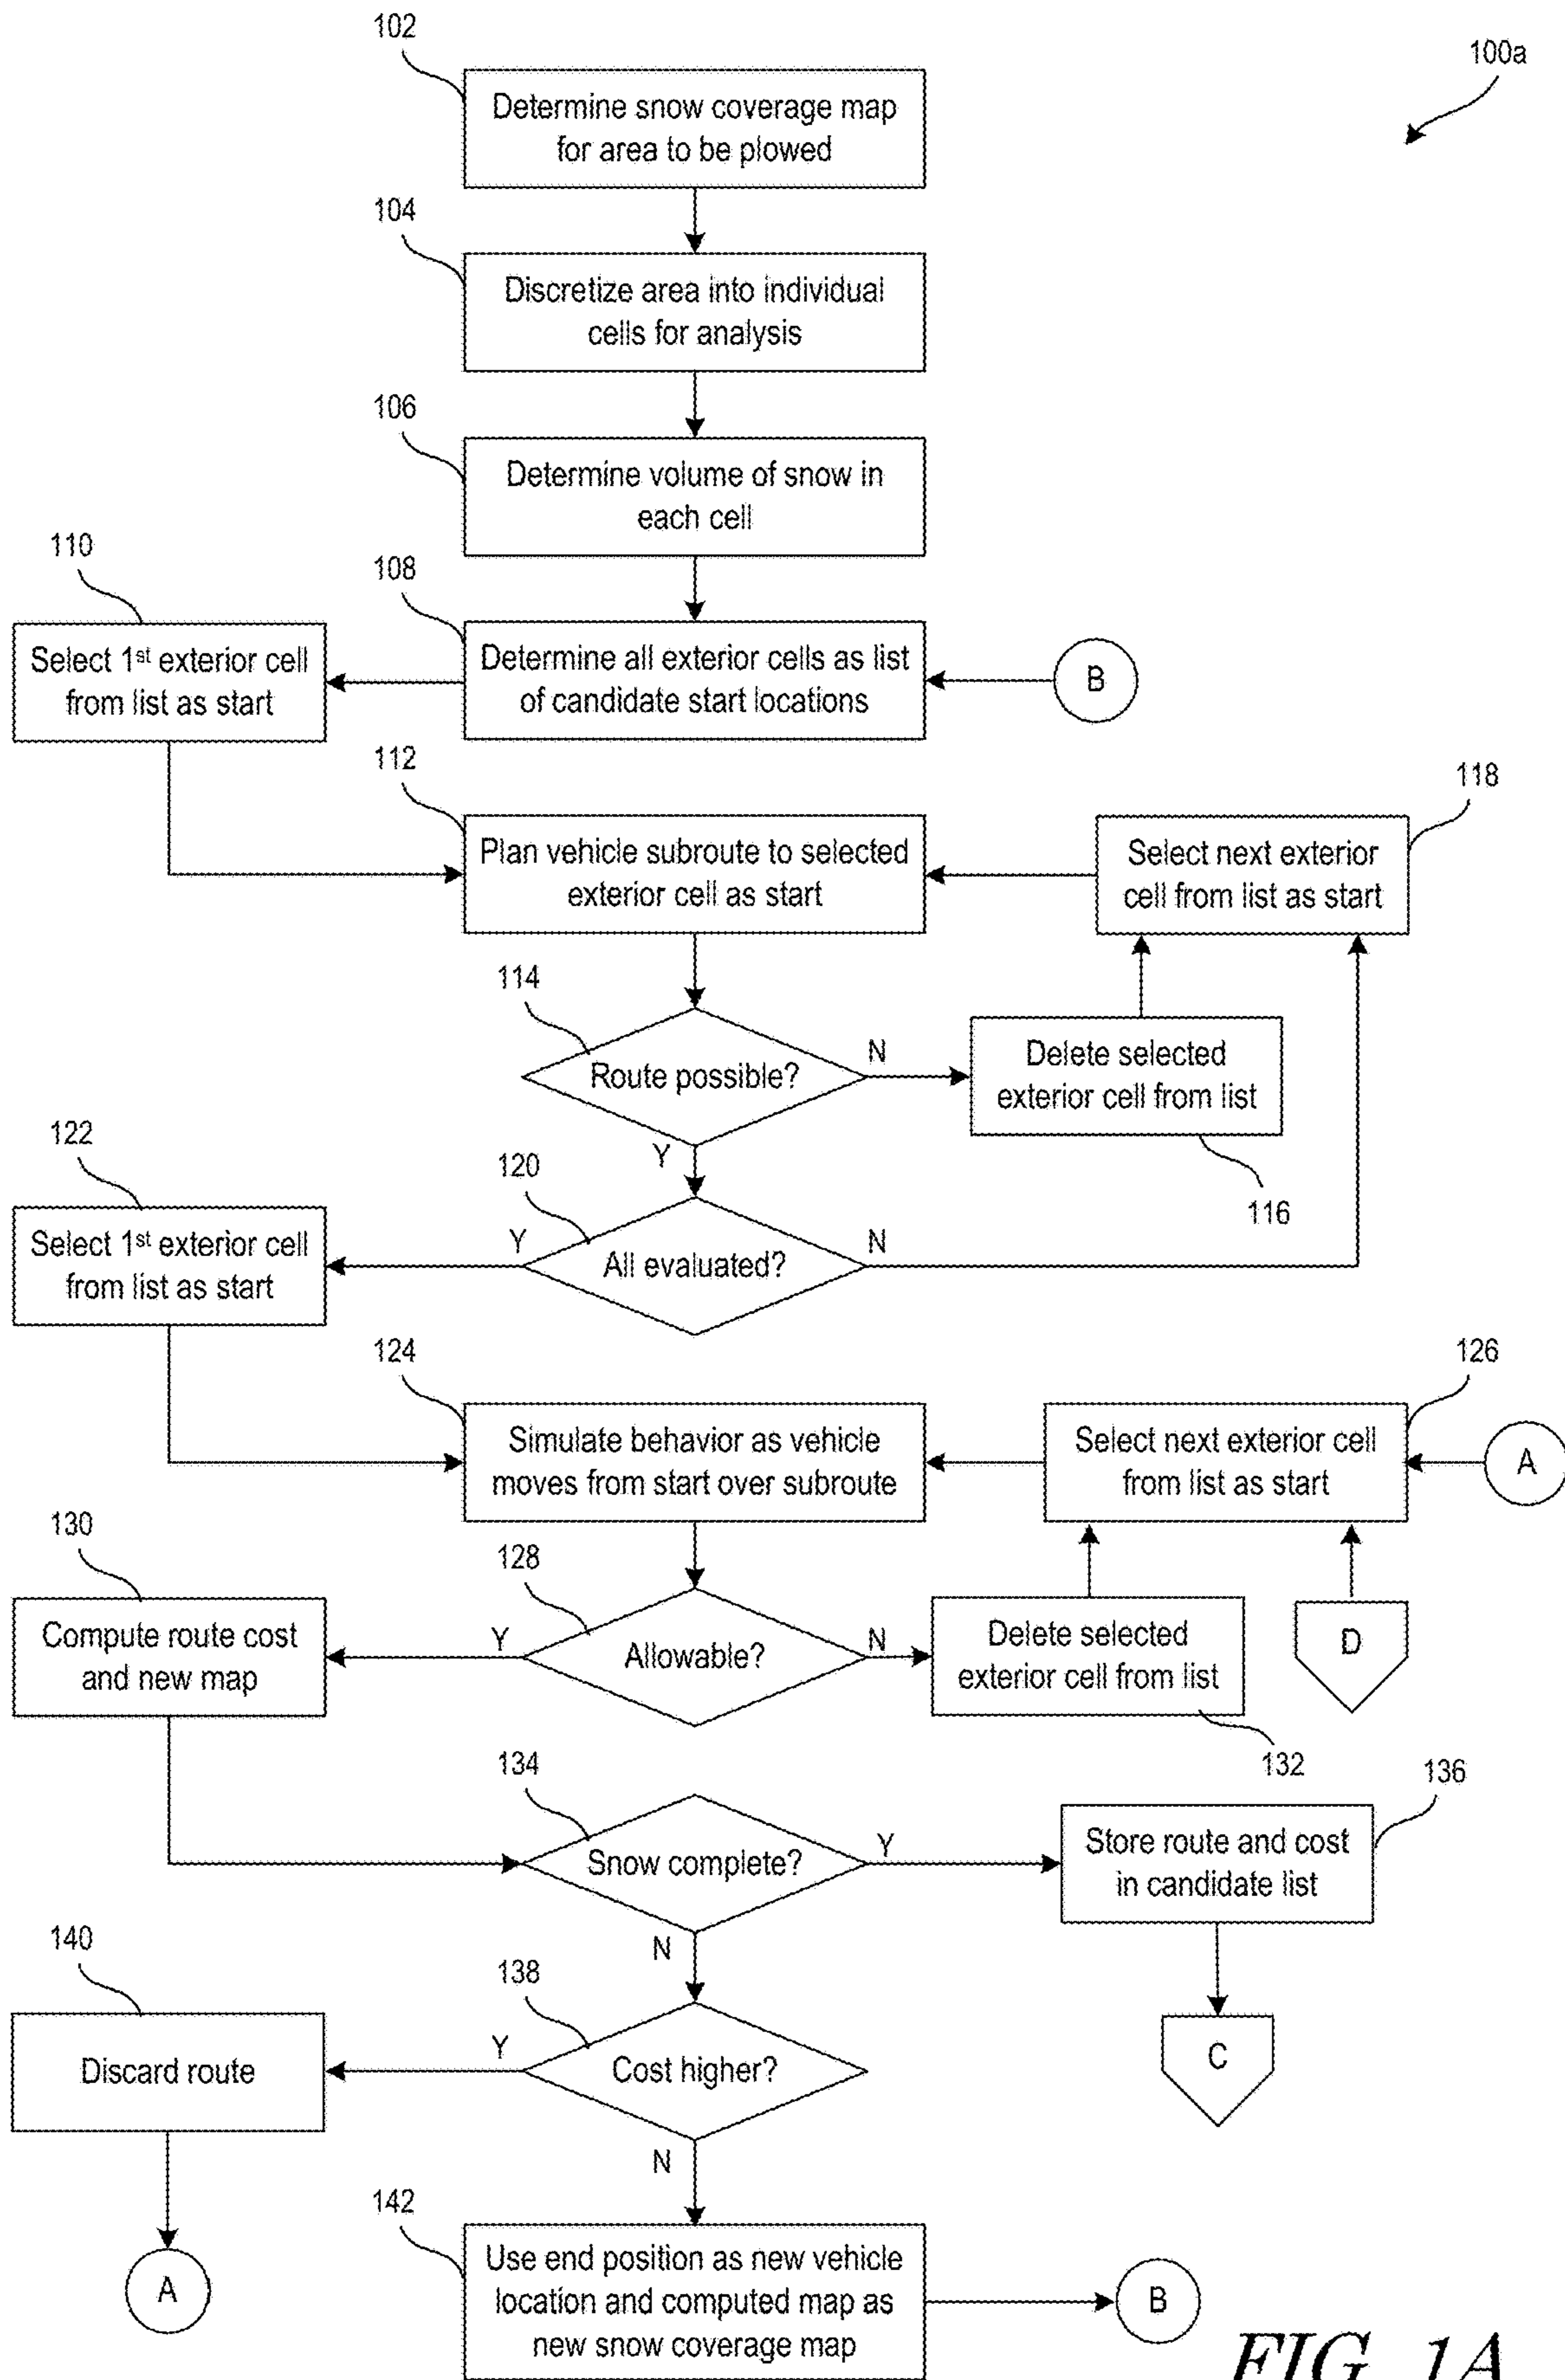 102
100a
Determine snow coverage map
for area to be plowed
104
Discretize area into individual
cells for analysis
106
Determine volume of snow in
each cell
110
108
Select 1st exterior cell
from list as start
Determine all exterior cells as list
of candidate start locations
B
112
118
Plan vehicle subroute to selected
exterior cell as start
Select next exterior
cell from list as start
114
Route possible?
N
Delete selected
exterior cell from list
Y
116
122
120
Select 1st exterior cell
from list as start
Y
All evaluated?
N
124
126
Simulate behavior as vehicle
moves from start over subroute
Select next exterior cell
from list as start
A
130
128
Compute route cost
and new map
Y
Allowable?
N
Delete selected
exterior cell from list
D
132
134
136
Snow complete?
Y
Store route and cost
in candidate list
N
140
138
Discard route
Y
Cost higher?
C
N
142
A
Use end position as new vehicle
location and computed map as
new snow coverage map
B
FIG. 1A